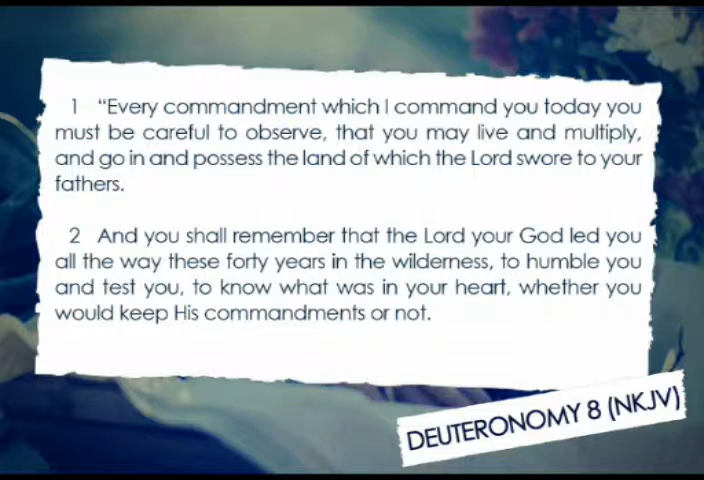 1 “Every commandment which I command you today you
must be careful to observe, that you may live and multiply,
and go in and possess the land of which the Lord swore to your
fathers.
2 And you shall remember that the Lord your God led you
all the way these forty years in the wilderness, to humble you
and test you, to know what was in your heart, whether you
would keep His commandments or not.
DEUTERONOMY 8 (NKJV)